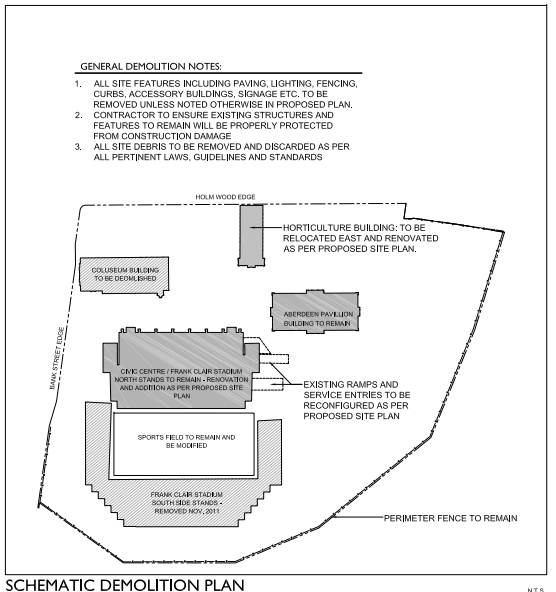 GENERAL DEMOLITION NOTES:
1. ALL SITE FEATURES INCLUDING PAVING, LIGHTING, FENCING,
CURBS, ACCESSORY BUILDINGS, SIGNAGE ETC. TO BE
REMOVED UNLESS NOTED OTHERWISE IN PROPOSED PLAN.
2. CONTRACTOR TO ENSURE EXISTING STRUCTURES AND
FEATURES TO REMAIN WILL BE PROPERLY PROTECTED
FROM CONSTRUCTION DAMAGE
3. ALL SITE DEBRIS TO BE REMOVED AND DISCARDED AS PER
ALL PERTINENT LAWS, GUIDELINES AND STANDARDS
HOLM WOOD EDGE
HORTICULTURE BUILDING: TO BE
RELOCATED EAST AND RENOVATED
AS PER PROPOSED SITE PLAN.
COLUSEUM BUILDING
TO BE DEOMLISHED
ABERDEEN PAVILLION
BUILDING TO REMAIN
BANK STREET EDGE
CIVIC CENTRE / FRANK CLAIR STADIUM
NORTH STANDS TO REMAIN - RENOVATION
AND ADDITION AS PER PROPOSED SITE
PLAN
EXISTING RAMPS AND
SERVICE ENTRIES TO BE
RECONFIGURED AS PER
PROPOSED SITE PLAN
SPORTS FIELD TO REMAIN AND
BE MODIFIED
FRANK CLAIR STADIUM
SOUTH SIDE STANDS -
REMOVED NOV, 2011
PERIMETER FENCE TO REMAIN
SCHEMATIC DEMOLITION PLAN
N.T.S.